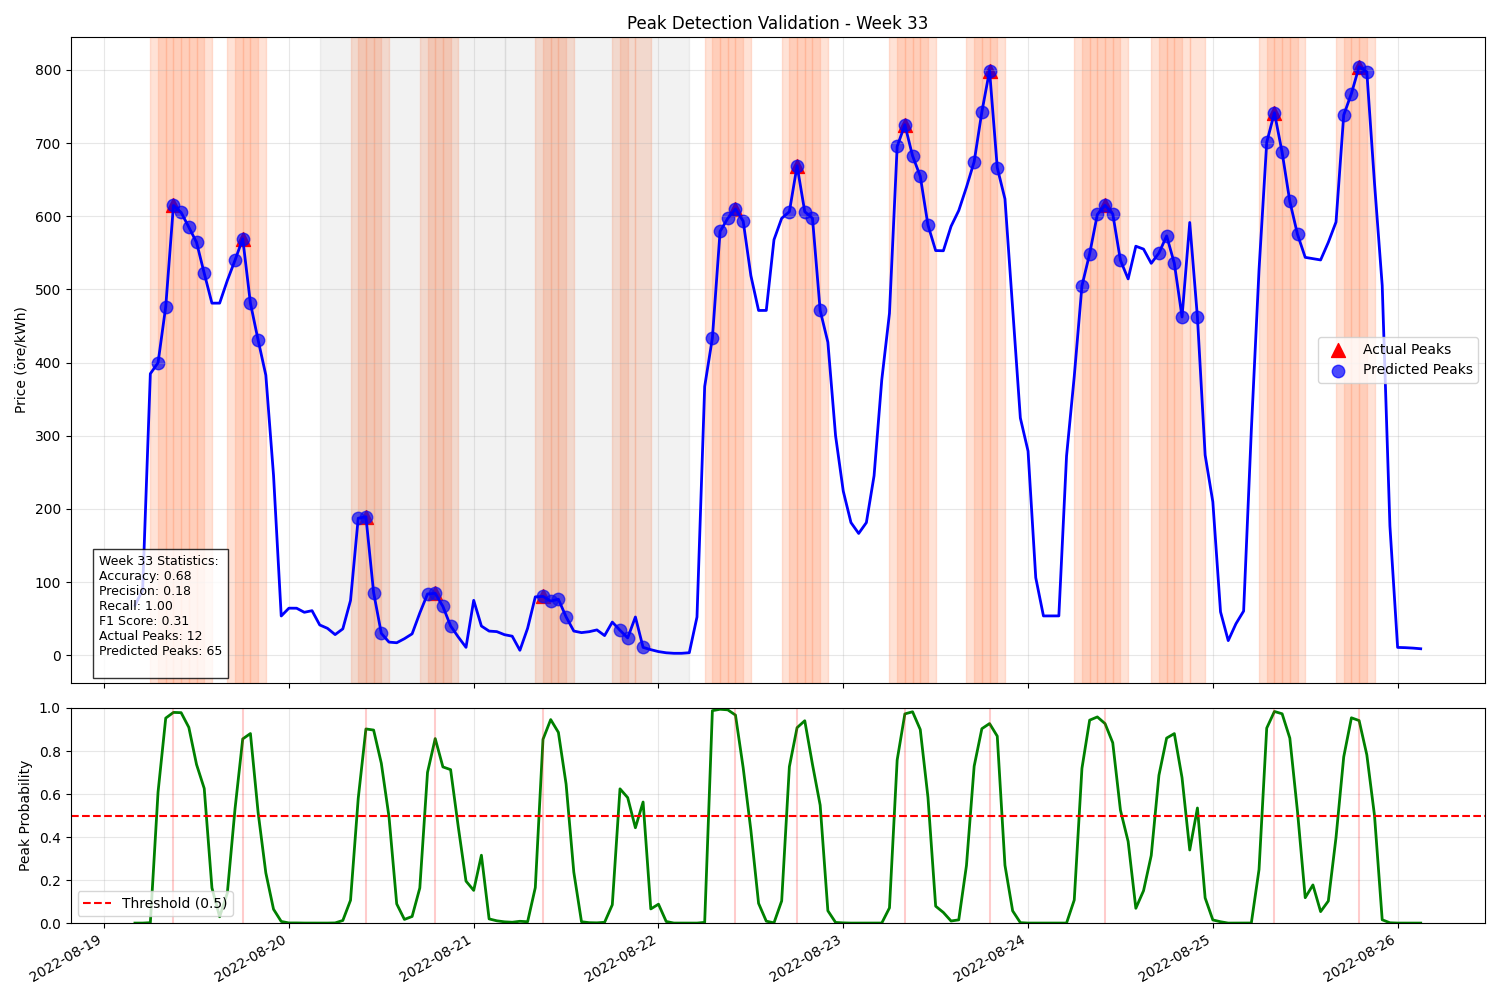 Peak Detection Validation - Week 33
Price (öre/kWh)
800
700
600
500
400
300
200
100
0
Actual Peaks
Predicted Peaks
Week 33 Statistics:
Accuracy: 0.68
Precision: 0.18
Recall: 1.00
F1 Score: 0.31
Actual Peaks: 12
Predicted Peaks: 65
Peak Probability
1.0
0.8
0.6
0.4
0.2
0.0
Threshold (0.5)
2022-08-19
2022-08-20
2022-08-21
2022-08-22
2022-08-23
2022-08-24
2022-08-25
2022-08-26